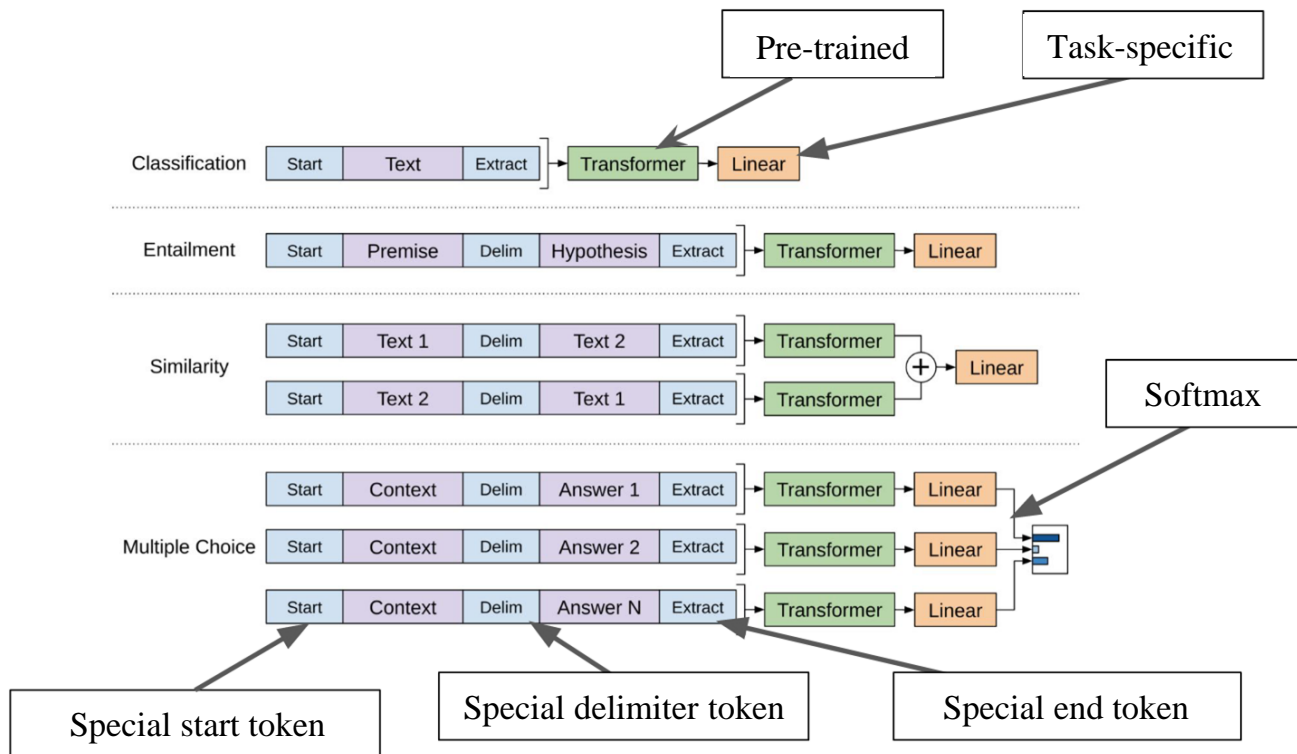 Pre-trained
Task-specific
Classification Start Text Extract Transformer Linear
Entailment Start Premise Delim Hypothesis Extract Transformer Linear
Similarity
Start Text 1 Delim Text 2 Extract Transformer
+ Linear
Start Text 2 Delim Text 1 Extract Transformer
Softmax
Multiple Choice
Start Context Delim Answer 1 Extract Transformer Linear
Start Context Delim Answer 2 Extract Transformer Linear
Start Context Delim Answer N Extract Transformer Linear
Special start token
Special delimiter token
Special end token